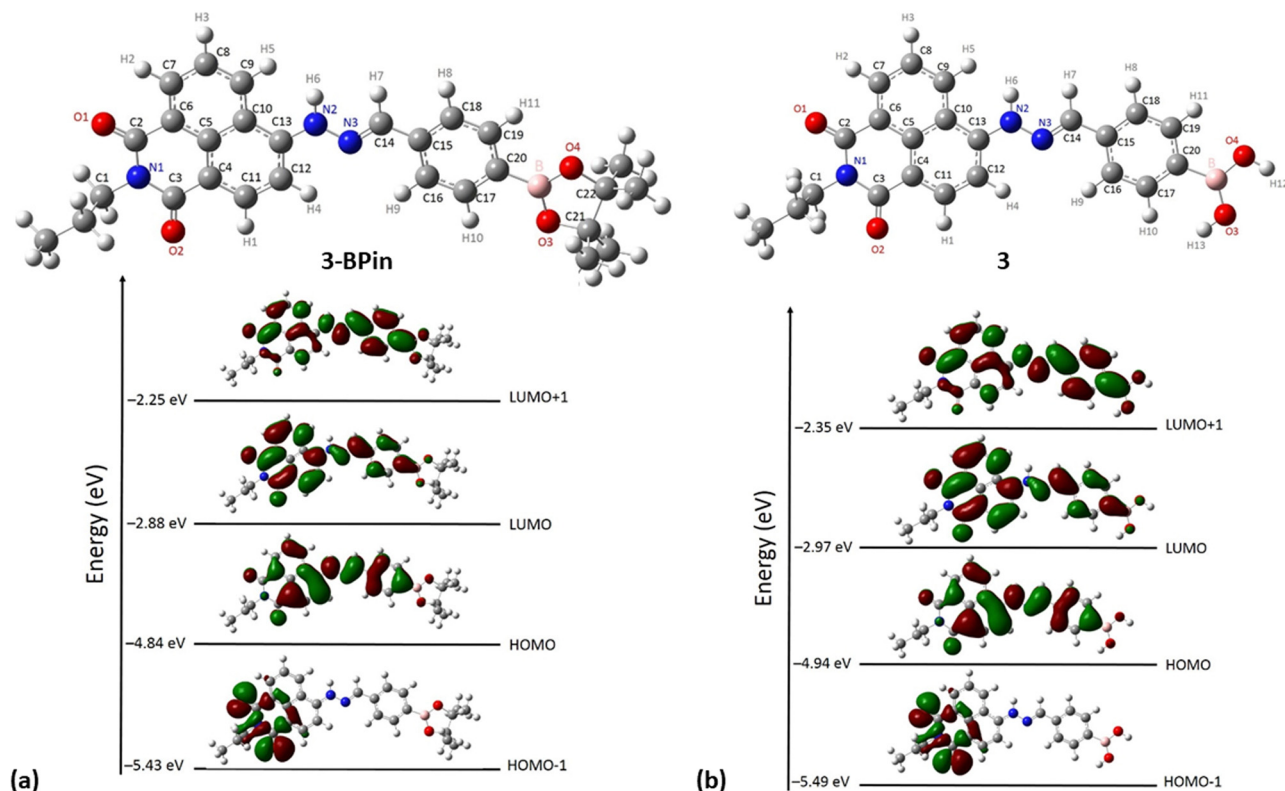 H3
H2
C8
H5
C7
C9
H6
H7
H8
C6
C10
N2
C18
H11
O1
C2
C5
C13
N3
C14
C19
C15
C20
B
O4
N1
C4
C12
C1
C3
C11
H4
H9
C16
C17
C22
C21
O2
H1
H10
O3
3-BPin
H3
H2
C8
H5
C7
C9
H6
H7
H8
C6
C10
N2
C18
H11
O1
C2
C5
C13
N3
C14
C19
C15
C20
O4
N1
C4
C12
B
H12
C1
C3
C11
H4
H9
C16
C17
O3
O2
H1
H10
H13
3
Energy (eV)
−2.25 eV LUMO+1
−2.88 eV LUMO
−4.84 eV HOMO
−5.43 eV HOMO-1
(a)
Energy (eV)
−2.35 eV LUMO+1
−2.97 eV LUMO
−4.94 eV HOMO
−5.49 eV HOMO-1
(b)